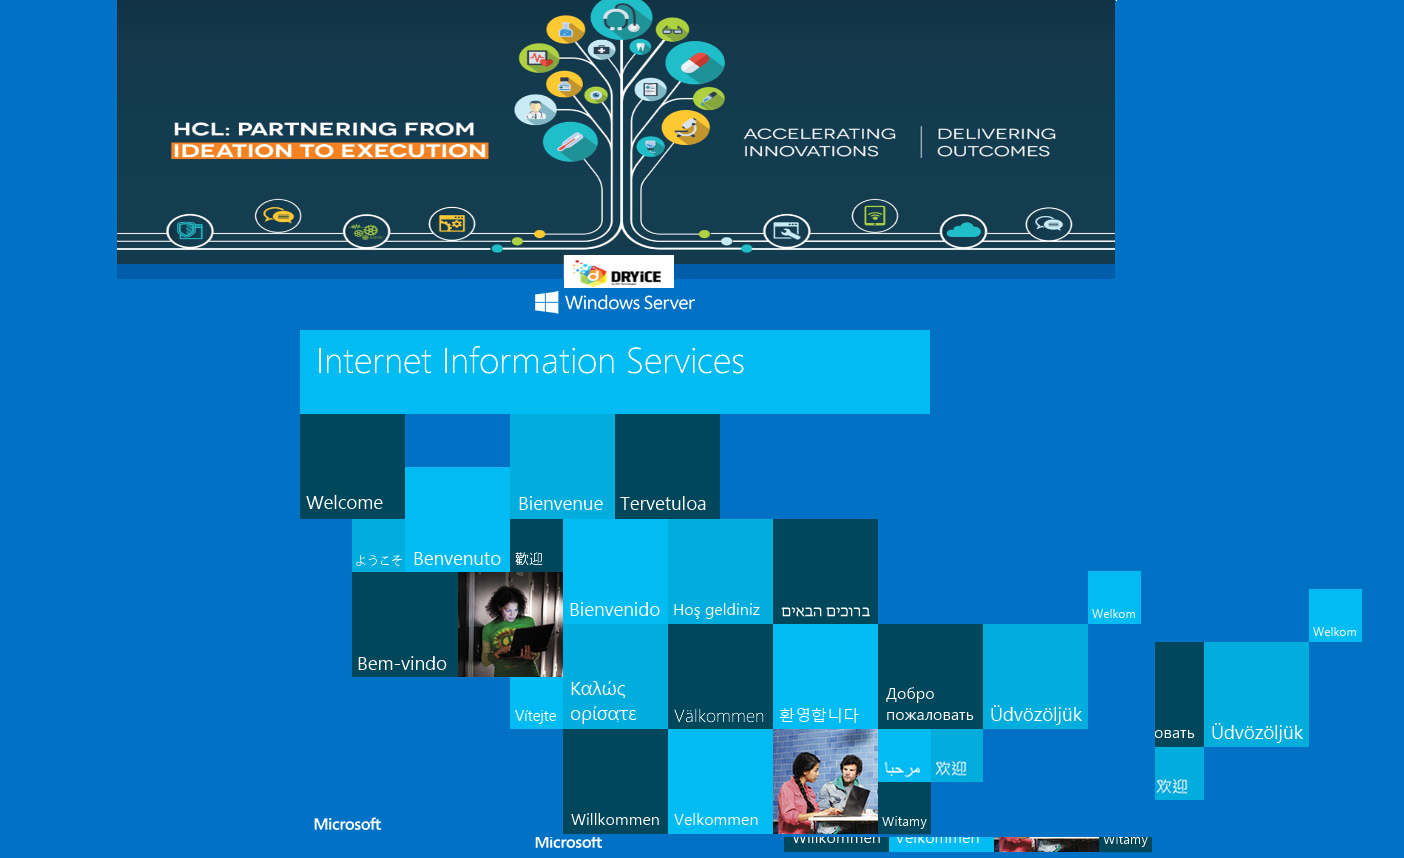 HCL: PARTNERING FROM
IDEATION TO EXECUTION
ACCELERATING
INNOVATIONS
DELIVERING
OUTCOMES
DRYiCE
Windows Server
Internet Information Services
Welcome
Bienvenue
Tervetuloa
ようこそ
Benvenuto
歡迎
Bienvenido
Hoş geldiniz
ברוכים הבאים
Welkom
Welkom
Bem-vindo
Vítejte
Καλώς
ορίσατε
Välkommen
환영합니다
Добро
пожаловать
Üdvözöljük
овать
Üdvözöljük
مرحبا
欢迎
欢迎
Willkommen
Velkommen
Witamy
Microsoft
Microsoft
Willkommen
Velkommen
Witamy